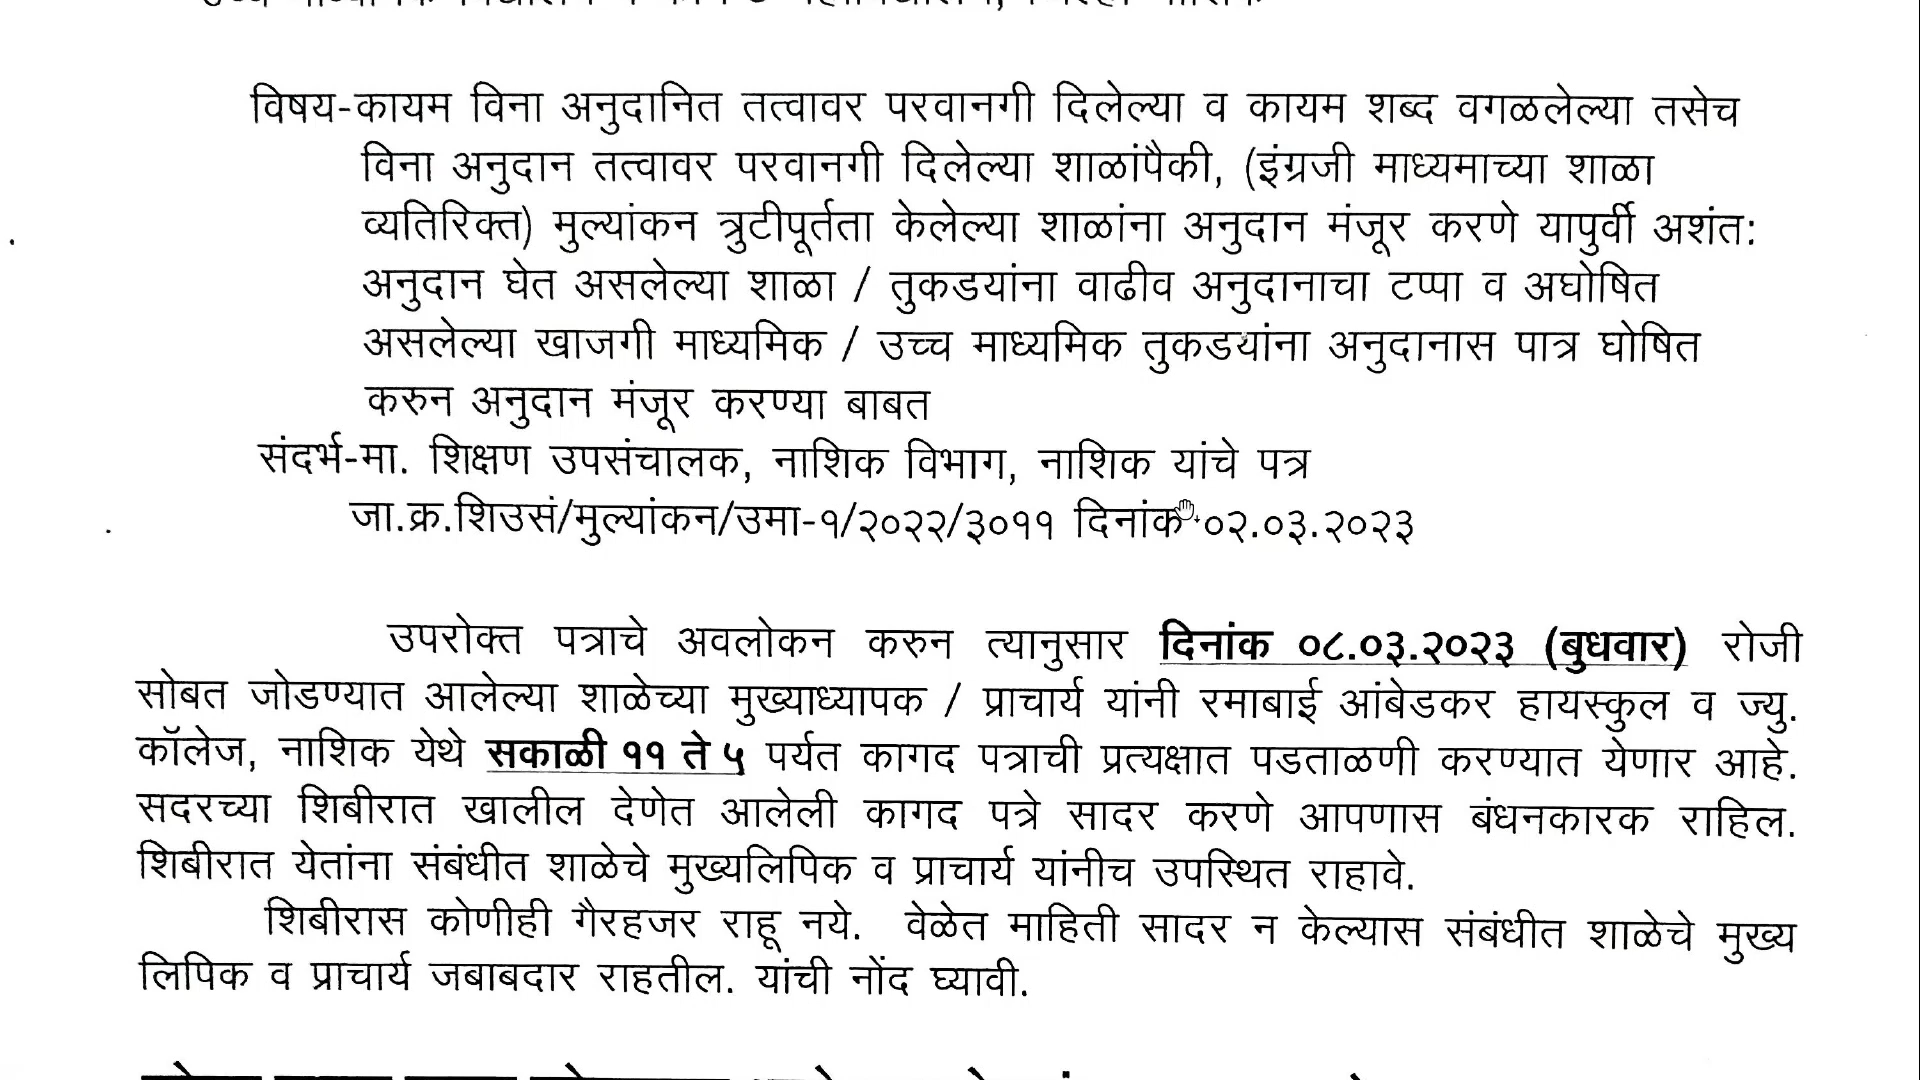 विषय-कायम विना अनुदानित तत्वावर परवानगी दिलेल्या व कायम शब्द वगळलेल्या तसेच
विना अनुदान तत्वावर परवानगी दिलेल्या शाळांपैकी, (इंग्रजी माध्यमाच्या शाळा
व्यतिरिक्त) मुल्यांकन त्रुटीपूर्तता केलेल्या शाळांना अनुदान मंजूर करणे यापुर्वी अशंत:
अनुदान घेत असलेल्या शाळा / तुकडयांना वाढीव अनुदानाचा टप्पा व अघोषित
असलेल्या खाजगी माध्यमिक / उच्च माध्यमिक तुकडयांना अनुदानास पात्र घोषित
करुन अनुदान मंजूर करण्या बाबत
संदर्भ-मा. शिक्षण उपसंचालक, नाशिक विभाग, नाशिक यांचे पत्र
जा.क्र.शिउसं/मुल्यांकन/उमा-१/२०२२/३०११ दिनांक ०२.०३.२०२३
उपरोक्त पत्राचे अवलोकन करुन त्यानुसार दिनांक ०८.०३.२०२३ (बुधवार) रोजी
सोबत जोडण्यात आलेल्या शाळेच्या मुख्याध्यापक / प्राचार्य यांनी रमाबाई आंबेडकर हायस्कुल व ज्यु.
कॉलेज, नाशिक येथे सकाळी ११ ते ५ पर्यत कागद पत्राची प्रत्यक्षात पडताळणी करण्यात येणार आहे.
सदरच्या शिबीरात खालील देणेत आलेली कागद पत्रे सादर करणे आपणास बंधनकारक राहिल.
शिबीरात येतांना संबंधीत शाळेचे मुख्यलिपिक व प्राचार्य यांनीच उपस्थित राहावे.
शिबीरास कोणीही गैरहजर राहू नये. वेळेत माहिती सादर न केल्यास संबंधीत शाळेचे मुख्य
लिपिक व प्राचार्य जबाबदार राहतील. यांची नोंद घ्यावी.